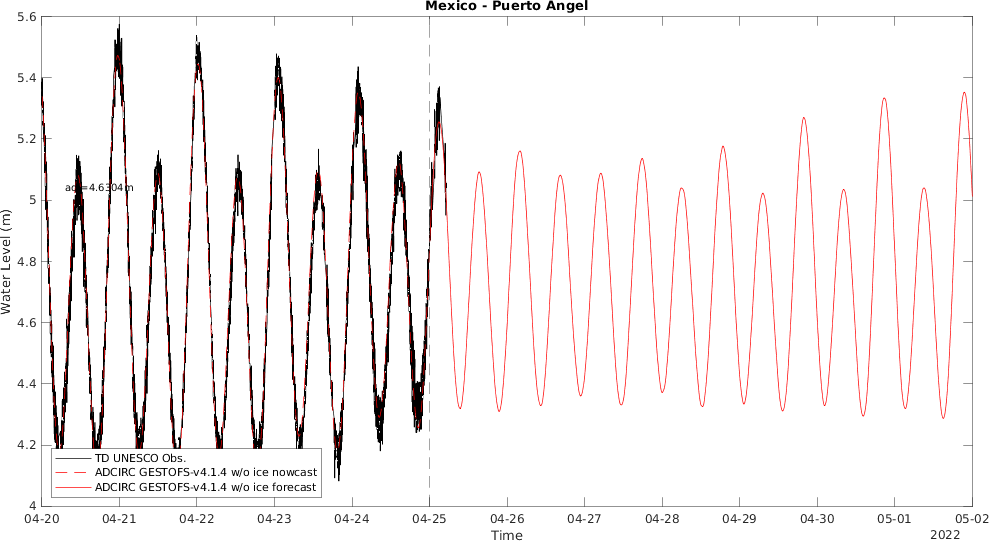 Mexico - Puerto Angel
5.6
5.4
5.2
5
4.8
4.6
4.4
4.2
4
Water Level (m)
adj=4.6304m
TD UNESCO Obs.
ADCIRC GESTOFS-v4.1.4 w/o ice nowcast
ADCIRC GESTOFS-v4.1.4 w/o ice forecast
04-20 04-21 04-22 04-23 04-24 04-25 04-26 04-27 04-28 04-29 04-30 05-01 05-02
Time
2022